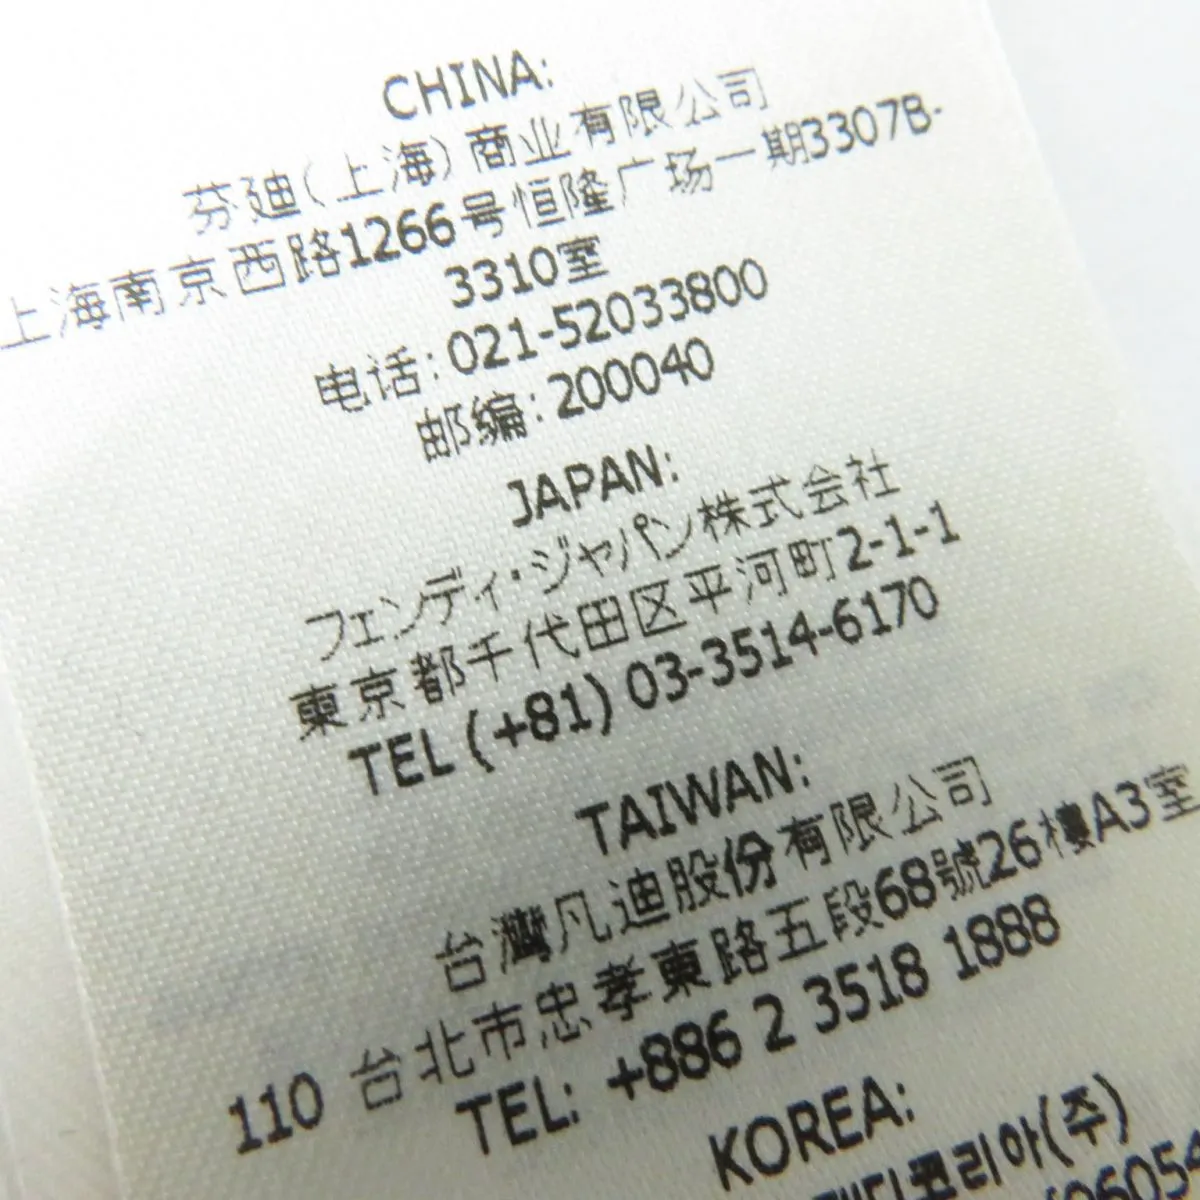 CHINA:
芬迪(上海)商业有限公司
上海南京西路1266号恒隆广场一期3307B-
3310室
电话:021-52033800
邮编:200040
JAPAN:
フェンディ・ジャパン株式会社
東京都千代田区平河町2-1-1
TEL (+81) 03-3514-6170
TAIWAN:
台灣凡迪股份有限公司
110 台北市忠孝東路五段68號26樓A3室
TEL: +886 2 3518 1888
KOREA:
코리아(주)